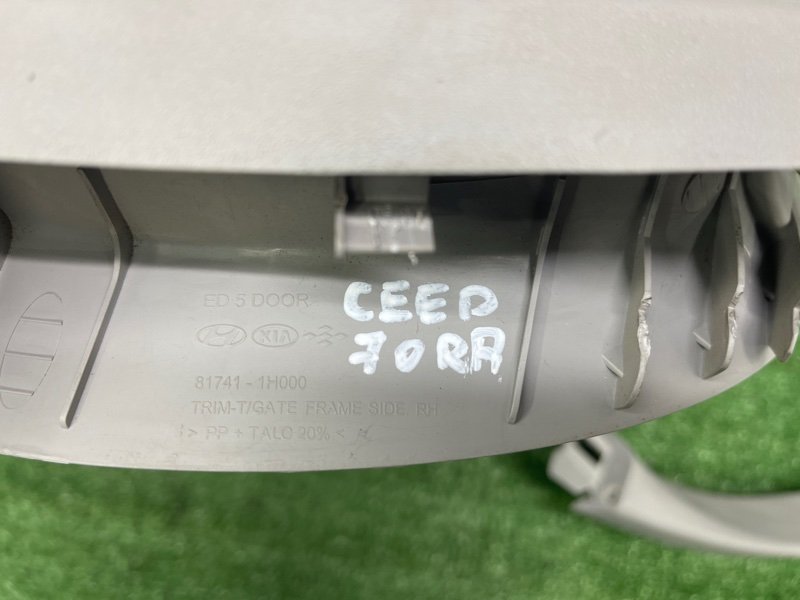 ED 5 DOOR
CEED
70RA
KIA
81741 - 1H000
TRIM-T/GATE FRAME SIDE, RH
> PP + TALC 20% <